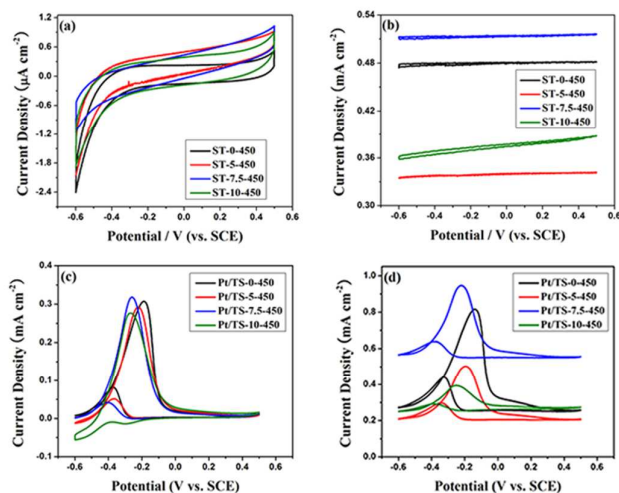 (a)
Current Density (μA cm⁻²)
1.2
0.6
0.0
-0.6
-1.2
-1.8
-2.4
ST-0-450
ST-5-450
ST-7.5-450
ST-10-450
-0.6 -0.4 -0.2 0.0 0.2 0.4 0.6
Potential / V (vs. SCE)
(b)
Current Density (mA cm⁻²)
0.54
0.48
0.42
0.36
0.30
ST-0-450
ST-5-450
ST-7.5-450
ST-10-450
-0.6 -0.4 -0.2 0.0 0.2 0.4 0.6
Potential / V (vs. SCE)
(c)
Current Density (mA cm⁻²)
0.4
0.3
0.2
0.1
0.0
-0.1
Pt/TS-0-450
Pt/TS-5-450
Pt/TS-7.5-450
Pt/TS-10-450
-0.6 -0.4 -0.2 0.0 0.2 0.4 0.6
Potential (V vs. SCE)
(d)
Current Density (mA cm⁻²)
1.0
0.8
0.6
0.4
0.2
0.0
Pt/TS-0-450
Pt/TS-5-450
Pt/TS-7.5-450
Pt/TS-10-450
-0.6 -0.4 -0.2 0.0 0.2 0.4 0.6
Potential (V vs. SCE)